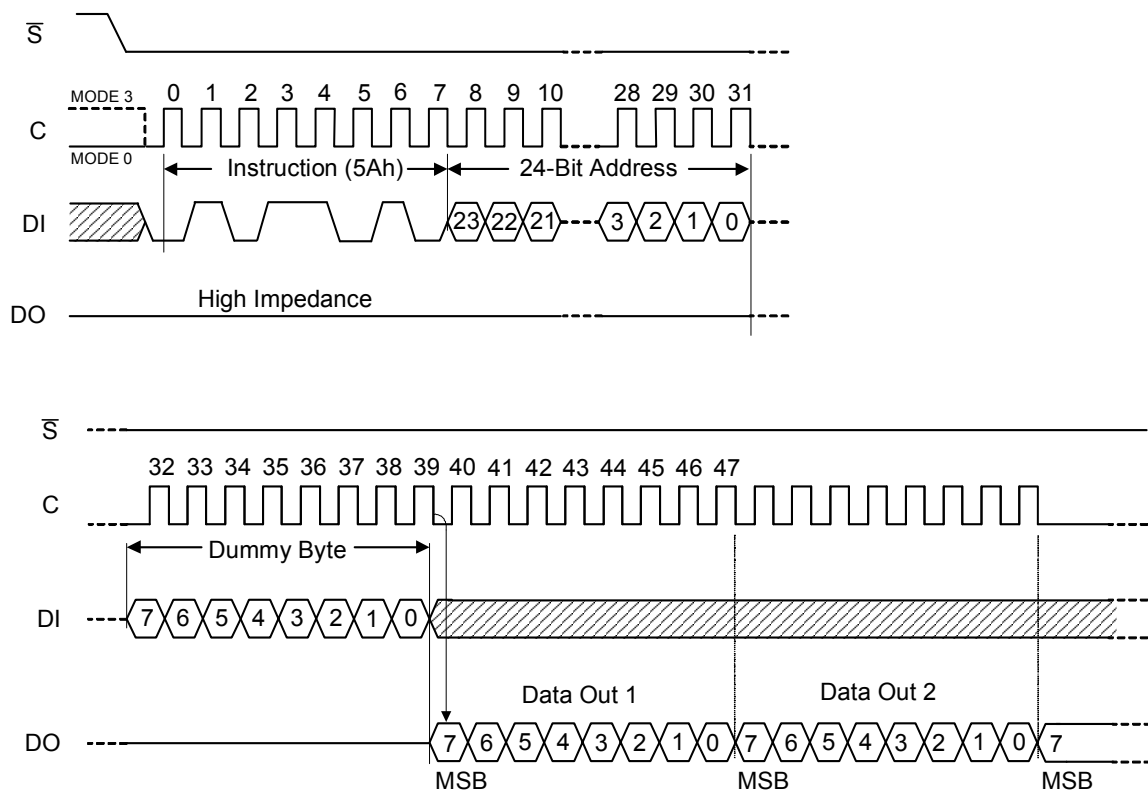 S
MODE 3
0 1 2 3 4 5 6 7 8 9 10 28 29 30 31
C
MODE 0
Instruction (5Ah) 24-Bit Address
DI 23 22 21 3 2 1 0
High Impedance
DO
S
32 33 34 35 36 37 38 39 40 41 42 43 44 45 46 47
C
Dummy Byte
DI 7 6 5 4 3 2 1 0
Data Out 1 Data Out 2
DO 7 6 5 4 3 2 1 0 7 6 5 4 3 2 1 0 7
MSB MSB MSB